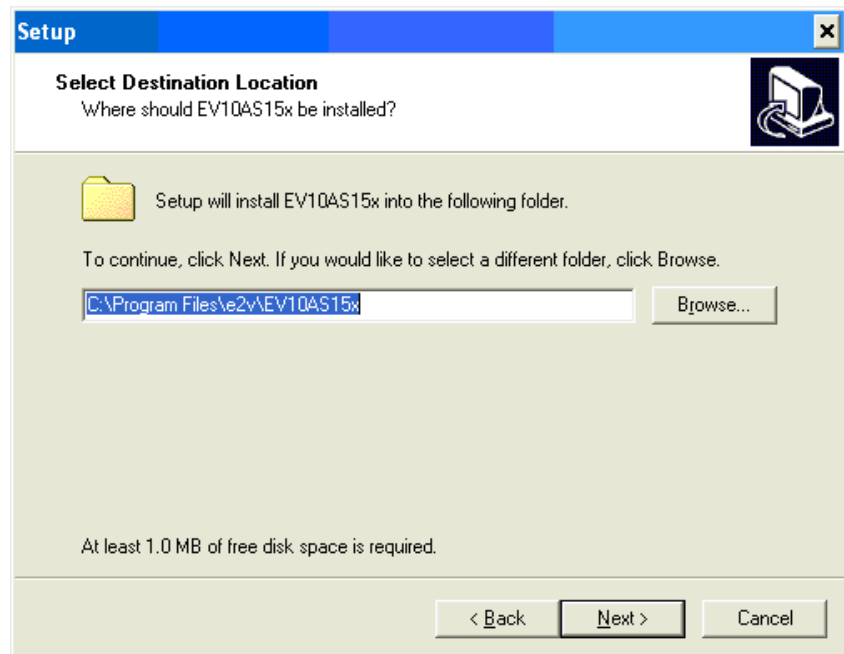 Setup
Select Destination Location
Where should EV10AS15x be installed?
Setup will install EV10AS15x into the following folder.
To continue, click Next. If you would like to select a different folder, click Browse.
C:\Program Files\e2v\EV10AS15x
Browse...
At least 1.0 MB of free disk space is required.
< Back
Next >
Cancel